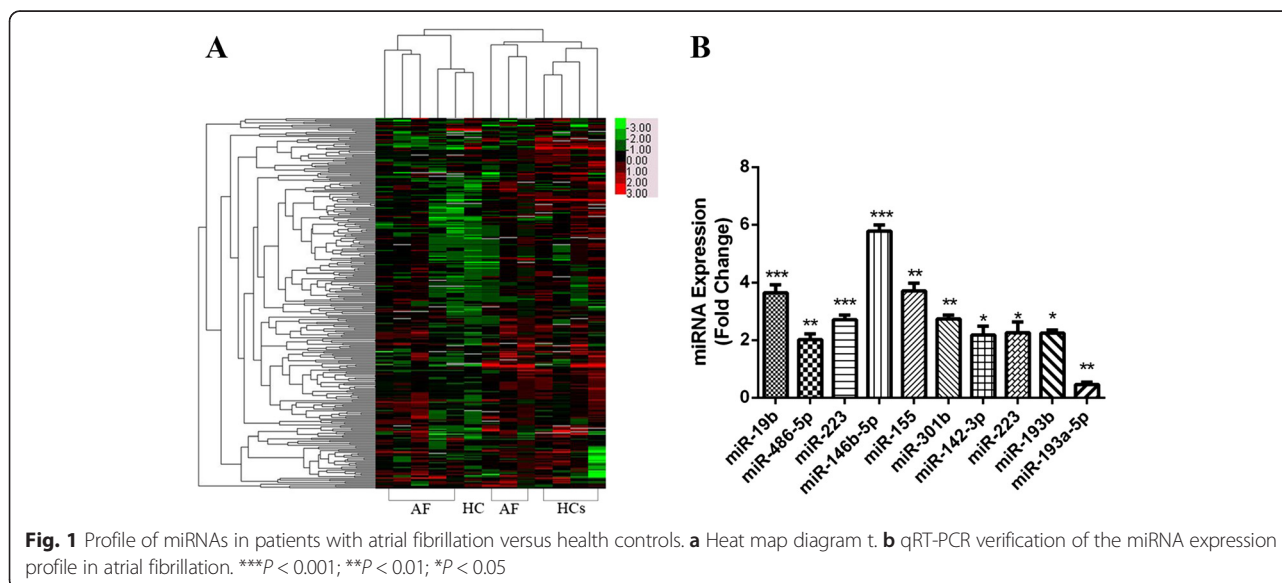 A
B
-3.00
-2.00
-1.00
0.00
1.00
2.00
3.00
AF
HC
AF
HCs
miRNA Expression
(Fold Change)
8
6
4
2
0
***
**
***
***
**
**
*
*
*
**
miR-19b
miR-486-5p
miR-223
miR-146b-5p
miR-155
miR-301b
miR-142-3p
miR-223
miR-193b
miR-193a-5p
Fig. 1 Profile of miRNAs in patients with atrial fibrillation versus health controls. a Heat map diagram t. b qRT-PCR verification of the miRNA expression
profile in atrial fibrillation. ***P < 0.001; **P < 0.01; *P < 0.05